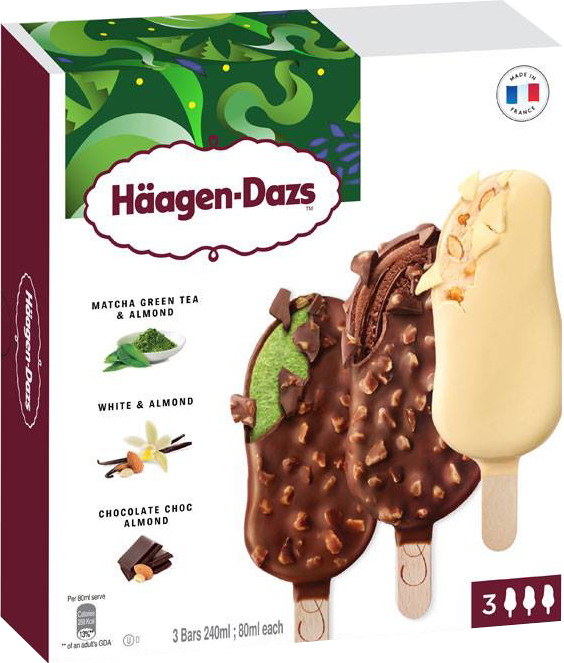 MADE IN
FRANCE
Häagen-Dazs
TM
MATCHA GREEN TEA
& ALMOND
WHITE & ALMOND
CHOCOLATE CHOC
ALMOND
Häagen-Dazs
Per 80ml serve
Calories
13%**
** of an adult's GDA
U D
3 Bars 240ml ; 80ml each
3